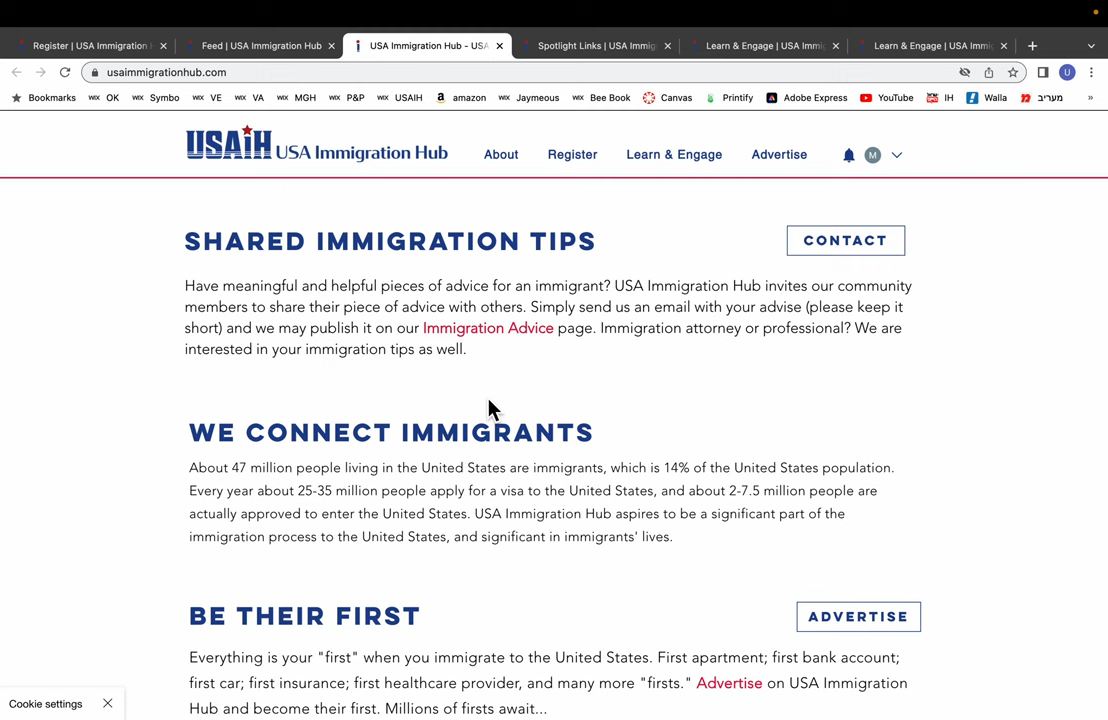 Register | USA Immigration
Feed | USA Immigration Hub
USA Immigration Hub - USA
Spotlight Links | USA Immig
Learn & Engage | USA Immi
Learn & Engage | USA Immi
usaimmigrationhub.com
U
Bookmarks
WIX OK
WIX Symbo
WIX VE
WIX VA
WIX MGH
WIX P&P
WIX USAIH
a amazon
WIX Jaymeous
WIX Bee Book
Canvas
Printify
Adobe Express
YouTube
IH
Walla
מעריב
»
USAiH USA Immigration Hub
About
Register
Learn & Engage
Advertise
M
SHARED IMMIGRATION TIPS
CONTACT
Have meaningful and helpful pieces of advice for an immigrant? USA Immigration Hub invites our community
members to share their piece of advice with others. Simply send us an email with your advise (please keep it
short) and we may publish it on our Immigration Advice page. Immigration attorney or professional? We are
interested in your immigration tips as well.
WE CONNECT IMMIGRANTS
About 47 million people living in the United States are immigrants, which is 14% of the United States population.
Every year about 25-35 million people apply for a visa to the United States, and about 2-7.5 million people are
actually approved to enter the United States. USA Immigration Hub aspires to be a significant part of the
immigration process to the United States, and significant in immigrants' lives.
BE THEIR FIRST
ADVERTISE
Everything is your "first" when you immigrate to the United States. First apartment; first bank account;
first car; first insurance; first healthcare provider, and many more "firsts." Advertise on USA Immigration
Hub and become their first. Millions of firsts await...
Cookie settings